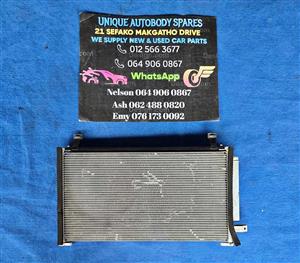 UNIQUE AUTOBODY SPARES
21 SEFAKO MAKGATHO DRIVE
WE SUPPLY NEW & USED CAR PARTS
012 566 3677
064 906 0867
WhatsApp
Nelson 064 906 0867
Ash 062 488 0820
Emy 076 173 0092